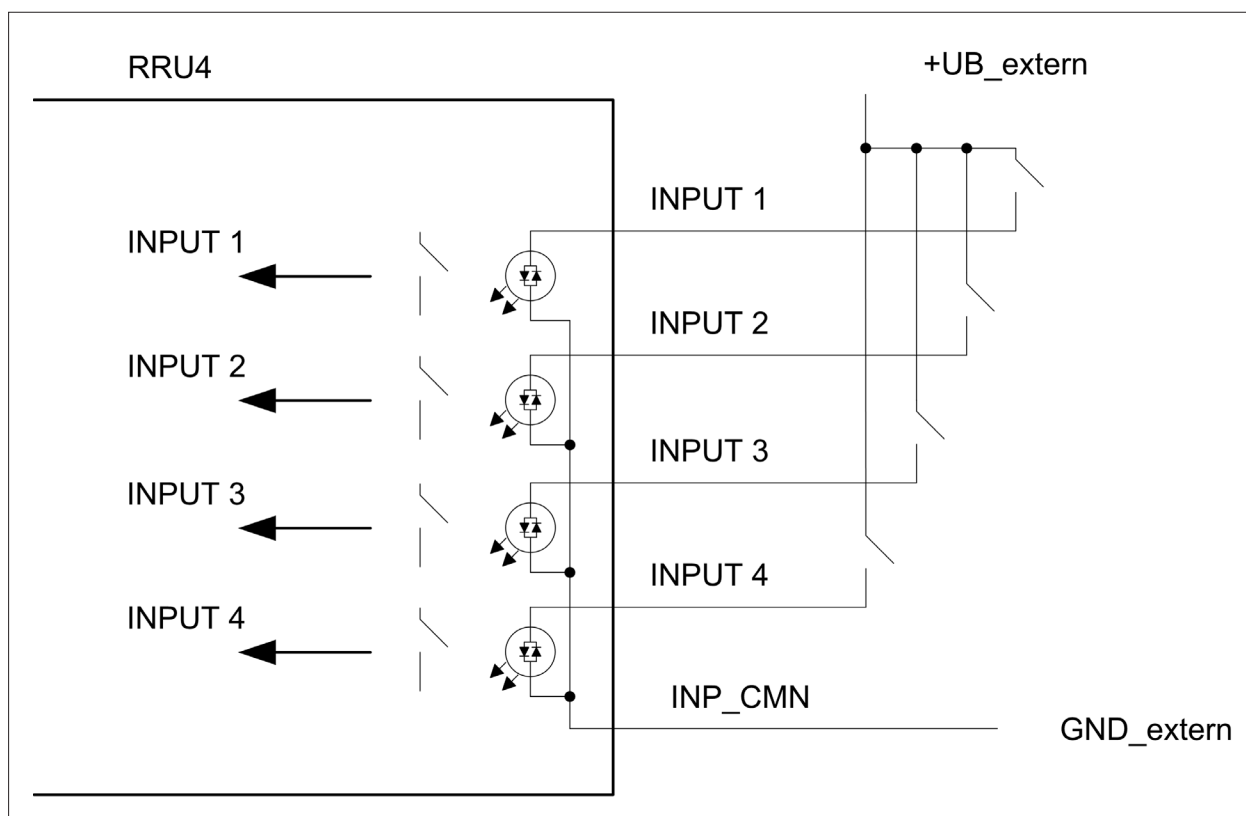 RRU4
+UB_extern
INPUT 1
INPUT 1
INPUT 2
INPUT 2
INPUT 3
INPUT 3
INPUT 4
INPUT 4
INP_CMN
GND_extern